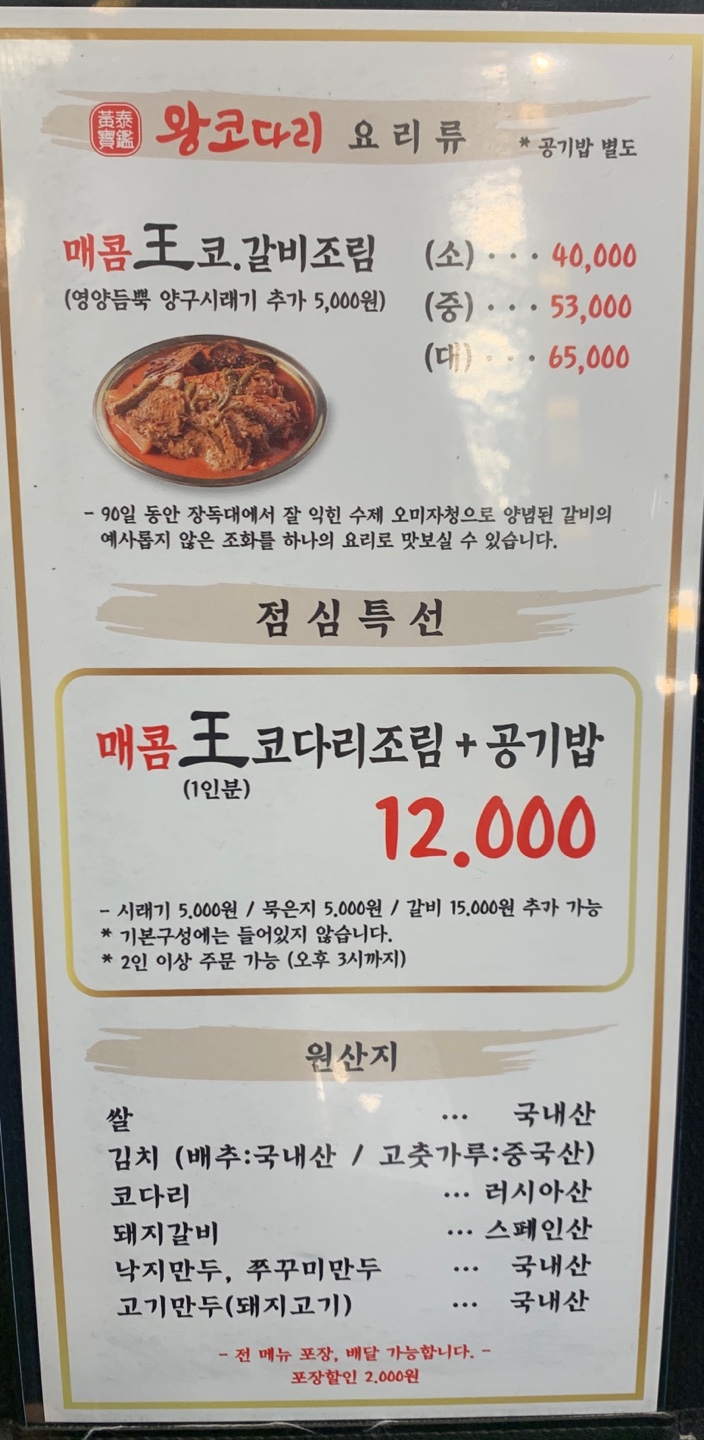 黃泰
寶鑑
왕코다리 요리류 * 공기밥 별도
매콤王코.갈비조림 (소)··· 40,000
(영양듬뿍 양구시래기 추가 5,000원) (중)··· 53,000
(대)··· 65,000
- 90일 동안 장독대에서 잘 익힌 수제 오미자청으로 양념된 갈비의
예사롭지 않은 조화를 하나의 요리로 맛보실 수 있습니다.
점심특선
매콤王코다리조림+공기밥
(1인분)
12.000
- 시래기 5.000원 / 묵은지 5.000원 / 갈비 15.000원 추가 가능
* 기본구성에는 들어있지 않습니다.
* 2인 이상 주문 가능 (오후 3시까지)
원산지
쌀 ··· 국내산
김치 (배추:국내산 / 고춧가루:중국산)
코다리 ··· 러시아산
돼지갈비 ··· 스페인산
낙지만두, 쭈꾸미만두 ··· 국내산
고기만두(돼지고기) ··· 국내산
- 전 메뉴 포장, 배달 가능합니다. -
포장할인 2.000원